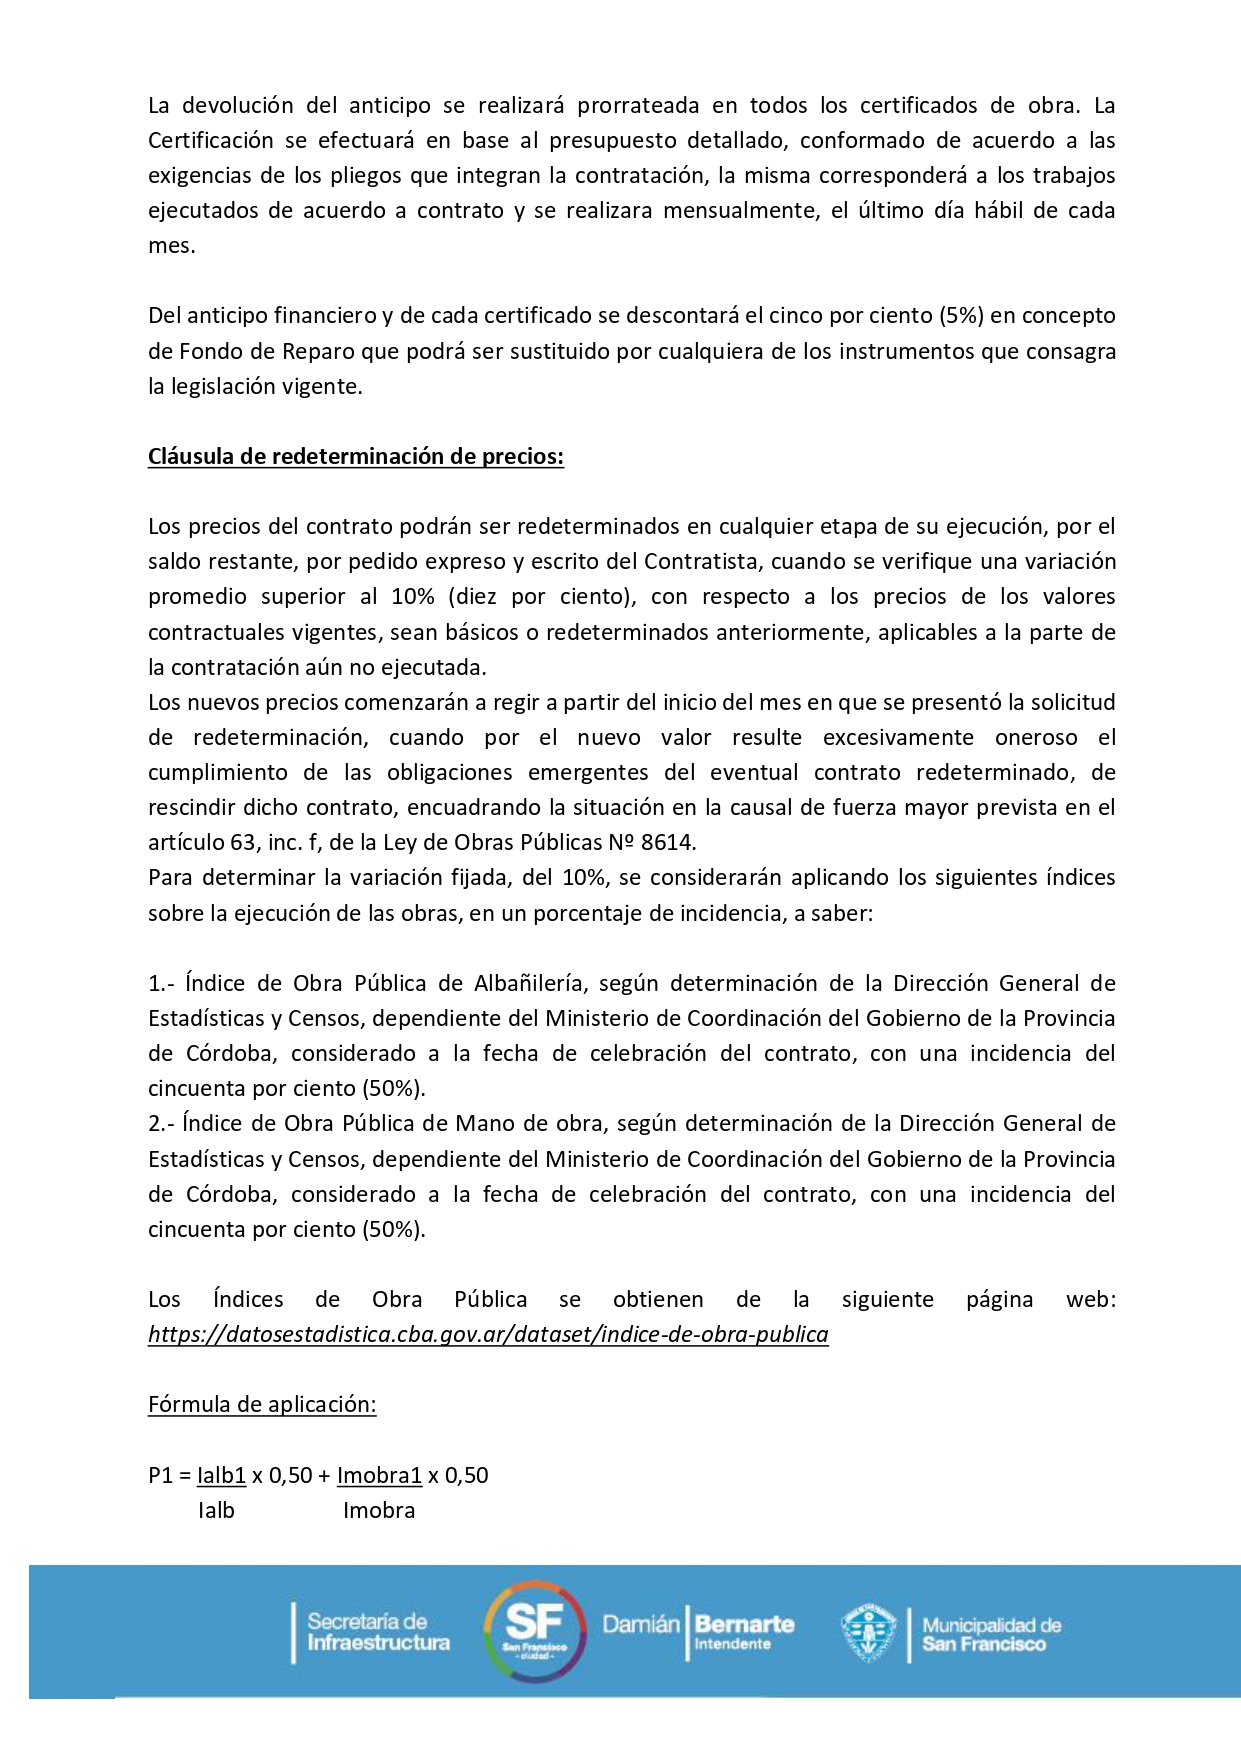 La devolución del anticipo se realizará prorrateada en todos los certificados de obra. La
Certificación se efectuará en base al presupuesto detallado, conformado de acuerdo a las
exigencias de los pliegos que integran la contratación, la misma corresponderá a los trabajos
ejecutados de acuerdo a contrato y se realizara mensualmente, el último día hábil de cada
mes.
Del anticipo financiero y de cada certificado se descontará el cinco por ciento (5%) en concepto
de Fondo de Reparo que podrá ser sustituido por cualquiera de los instrumentos que consagra
la legislación vigente.
Cláusula de redeterminación de precios:
Los precios del contrato podrán ser redeterminados en cualquier etapa de su ejecución, por el
saldo restante, por pedido expreso y escrito del Contratista, cuando se verifique una variación
promedio superior al 10% (diez por ciento), con respecto a los precios de los valores
contractuales vigentes, sean básicos o redeterminados anteriormente, aplicables a la parte de
la contratación aún no ejecutada.
Los nuevos precios comenzarán a regir a partir del inicio del mes en que se presentó la solicitud
de redeterminación, cuando por el nuevo valor resulte excesivamente oneroso el
cumplimiento de las obligaciones emergentes del eventual contrato redeterminado, de
rescindir dicho contrato, encuadrando la situación en la causal de fuerza mayor prevista en el
artículo 63, inc. f, de la Ley de Obras Públicas Nº 8614.
Para determinar la variación fijada, del 10%, se considerarán aplicando los siguientes índices
sobre la ejecución de las obras, en un porcentaje de incidencia, a saber:
1.- Índice de Obra Pública de Albañilería, según determinación de la Dirección General de
Estadísticas y Censos, dependiente del Ministerio de Coordinación del Gobierno de la Provincia
de Córdoba, considerado a la fecha de celebración del contrato, con una incidencia del
cincuenta por ciento (50%).
2.- Índice de Obra Pública de Mano de obra, según determinación de la Dirección General de
Estadísticas y Censos, dependiente del Ministerio de Coordinación del Gobierno de la Provincia
de Córdoba, considerado a la fecha de celebración del contrato, con una incidencia del
cincuenta por ciento (50%).
Los Índices de Obra Pública se obtienen de la siguiente página web:
https://datosestadistica.cba.gov.ar/dataset/indice-de-obra-publica
Fórmula de aplicación:
P1 = Ialb1 x 0,50 + Imobra1 x 0,50
Ialb Imobra
Secretaría de
Infraestructura
SF
San Francisco
- ciudad -
Damián
Bernarte
Intendente
Municipalidad de
San Francisco